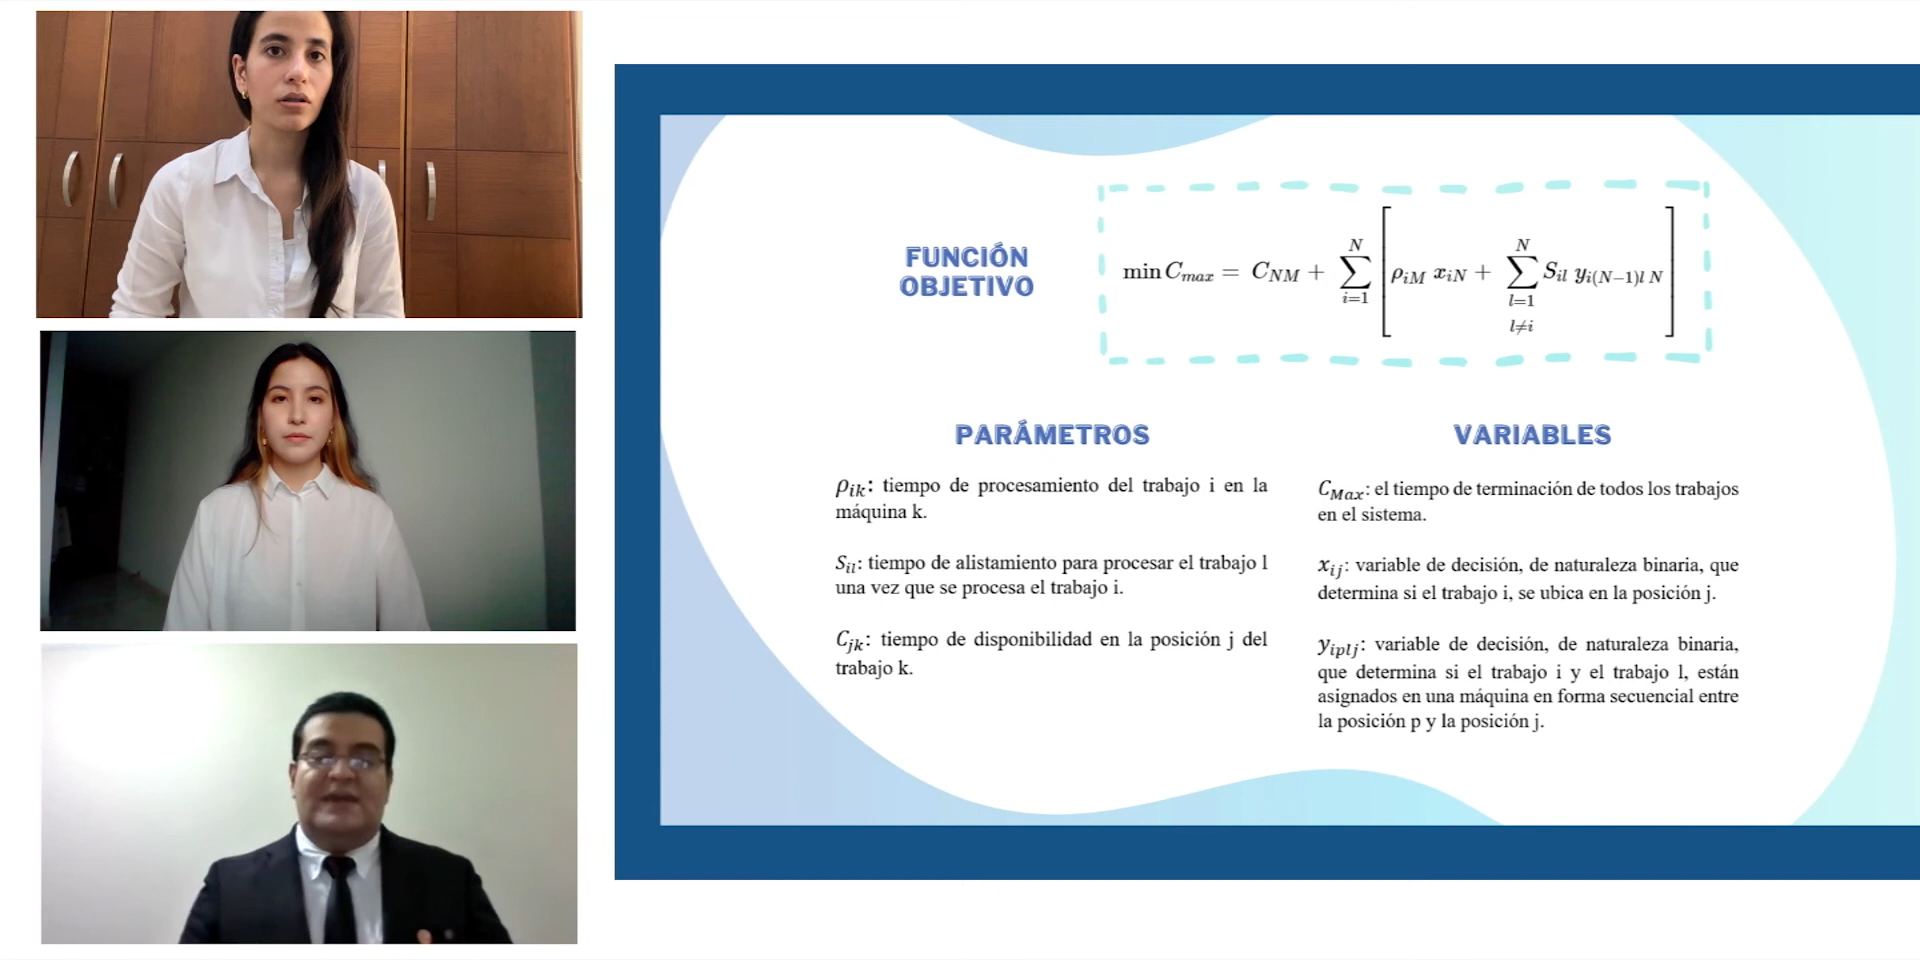 FUNCIÓN
OBJETIVO
min C_max = C_NM + ∑_{i=1}^{N} [ ρ_iM x_iN + ∑_{l=1, l≠i}^{N} S_il y_i(N−1)l N ]
PARÁMETROS
ρ_ik: tiempo de procesamiento del trabajo i en la
máquina k.
S_il: tiempo de alistamiento para procesar el trabajo l
una vez que se procesa el trabajo i.
C_jk: tiempo de disponibilidad en la posición j del
trabajo k.
VARIABLES
C_Max: el tiempo de terminación de todos los trabajos
en el sistema.
x_ij: variable de decisión, de naturaleza binaria, que
determina si el trabajo i, se ubica en la posición j.
y_iplj: variable de decisión, de naturaleza binaria,
que determina si el trabajo i y el trabajo l, están
asignados en una máquina en forma secuencial entre
la posición p y la posición j.